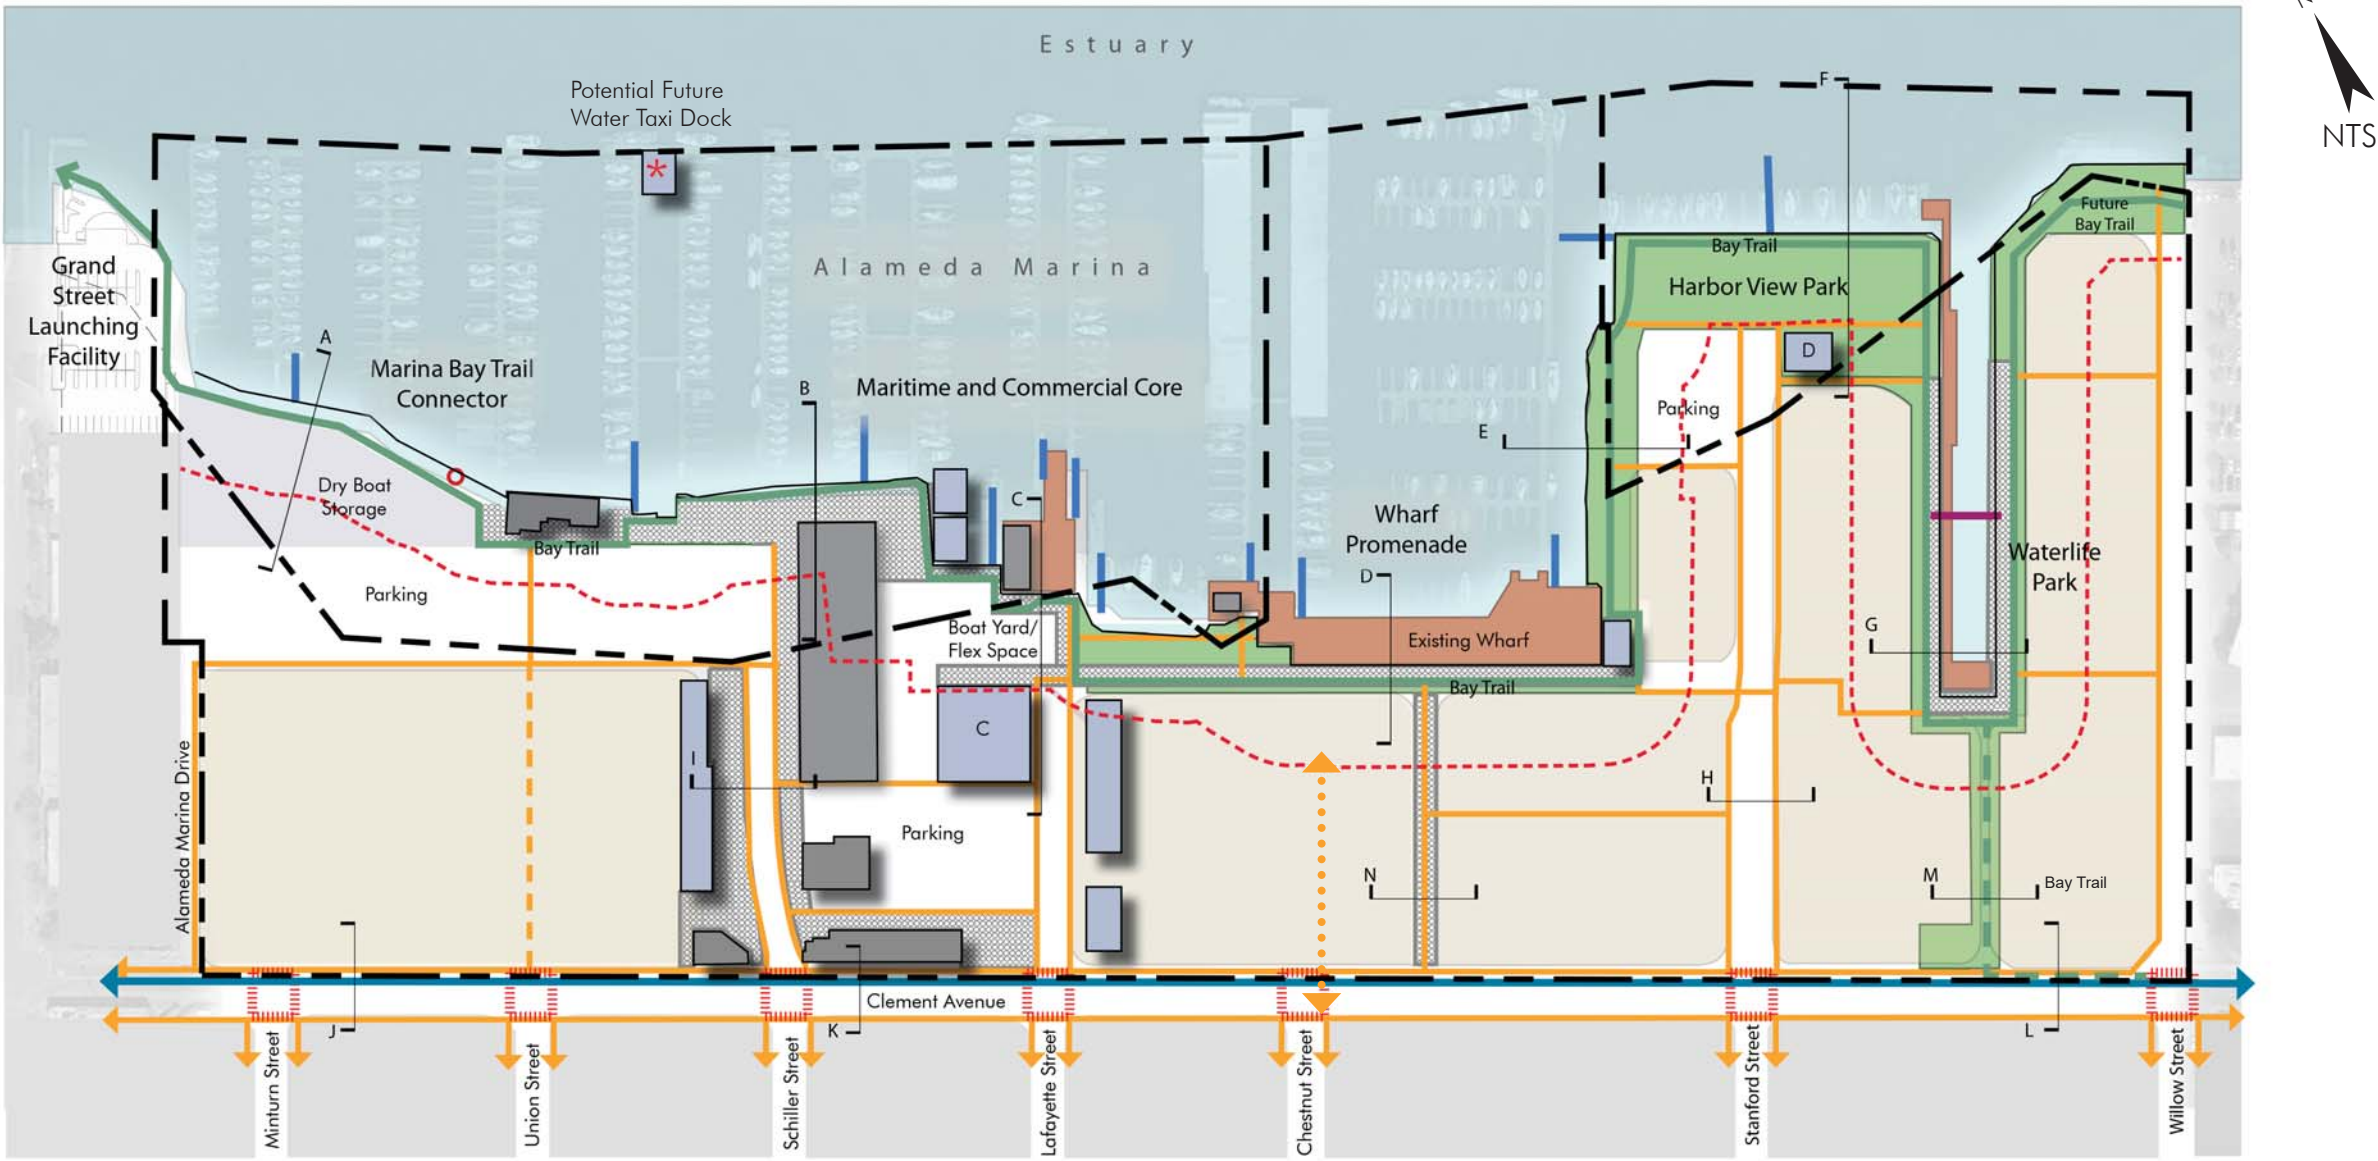 Estuary
Potential Future
Water Taxi Dock
*
F
NTS
Future
Bay Trail
Bay Trail
Harbor View Park
Alameda Marina
Grand
Street
Launching
Facility
A
Marina Bay Trail
Connector
B
Maritime and Commercial Core
D
Parking
E
Dry Boat
Storage
C
Wharf
Promenade
Bay Trail
D
Waterlife
Park
Parking
Boat Yard/
Flex Space
Existing Wharf
G
Bay Trail
C
I
H
Parking
Alameda Marina Drive
N
M
Bay Trail
Clement Avenue
J
K
L
Minturn Street
Union Street
Schiller Street
Lafayette Street
Chestnut Street
Stanford Street
Willow Street